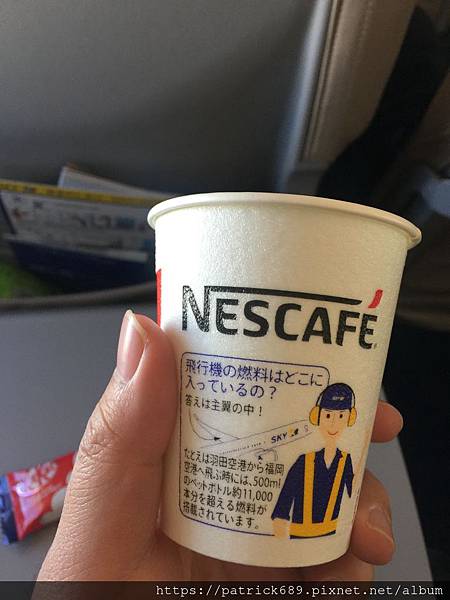 NESCAFÉ
飛行機の燃料はどこに
入っているの?
答えは主翼の中!
SKY
たとえば羽田空港から福岡
空港へ飛ぶ時には、500ml
のペットボトル約11,000
本分を超える燃料が
搭載されています。
https://patrick689.pixnet.net/album